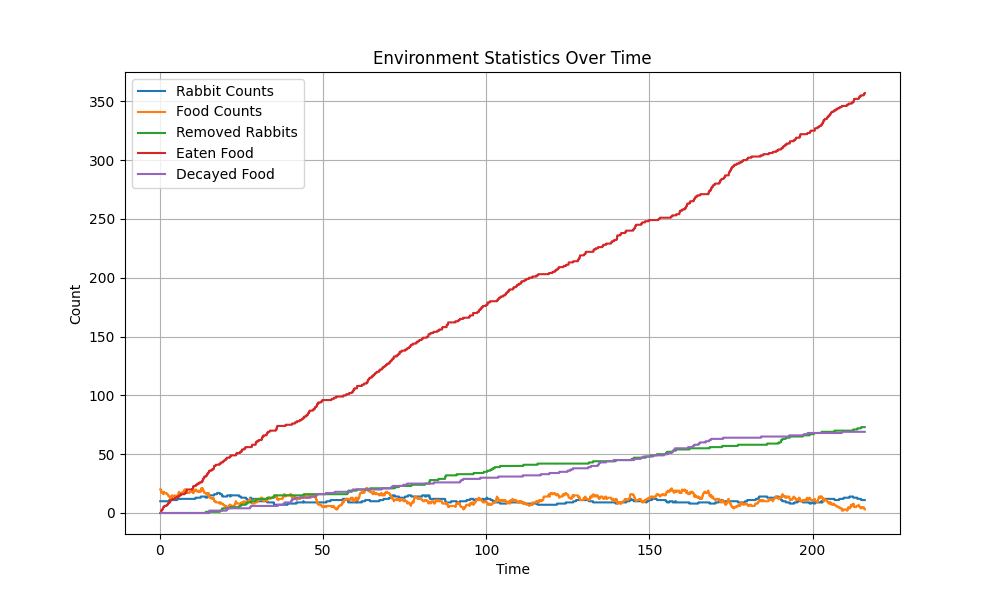 Environment Statistics Over Time
Rabbit Counts
Food Counts
Removed Rabbits
Eaten Food
Decayed Food
350
300
250
200
150
100
50
0
Count
0 50 100 150 200
Time